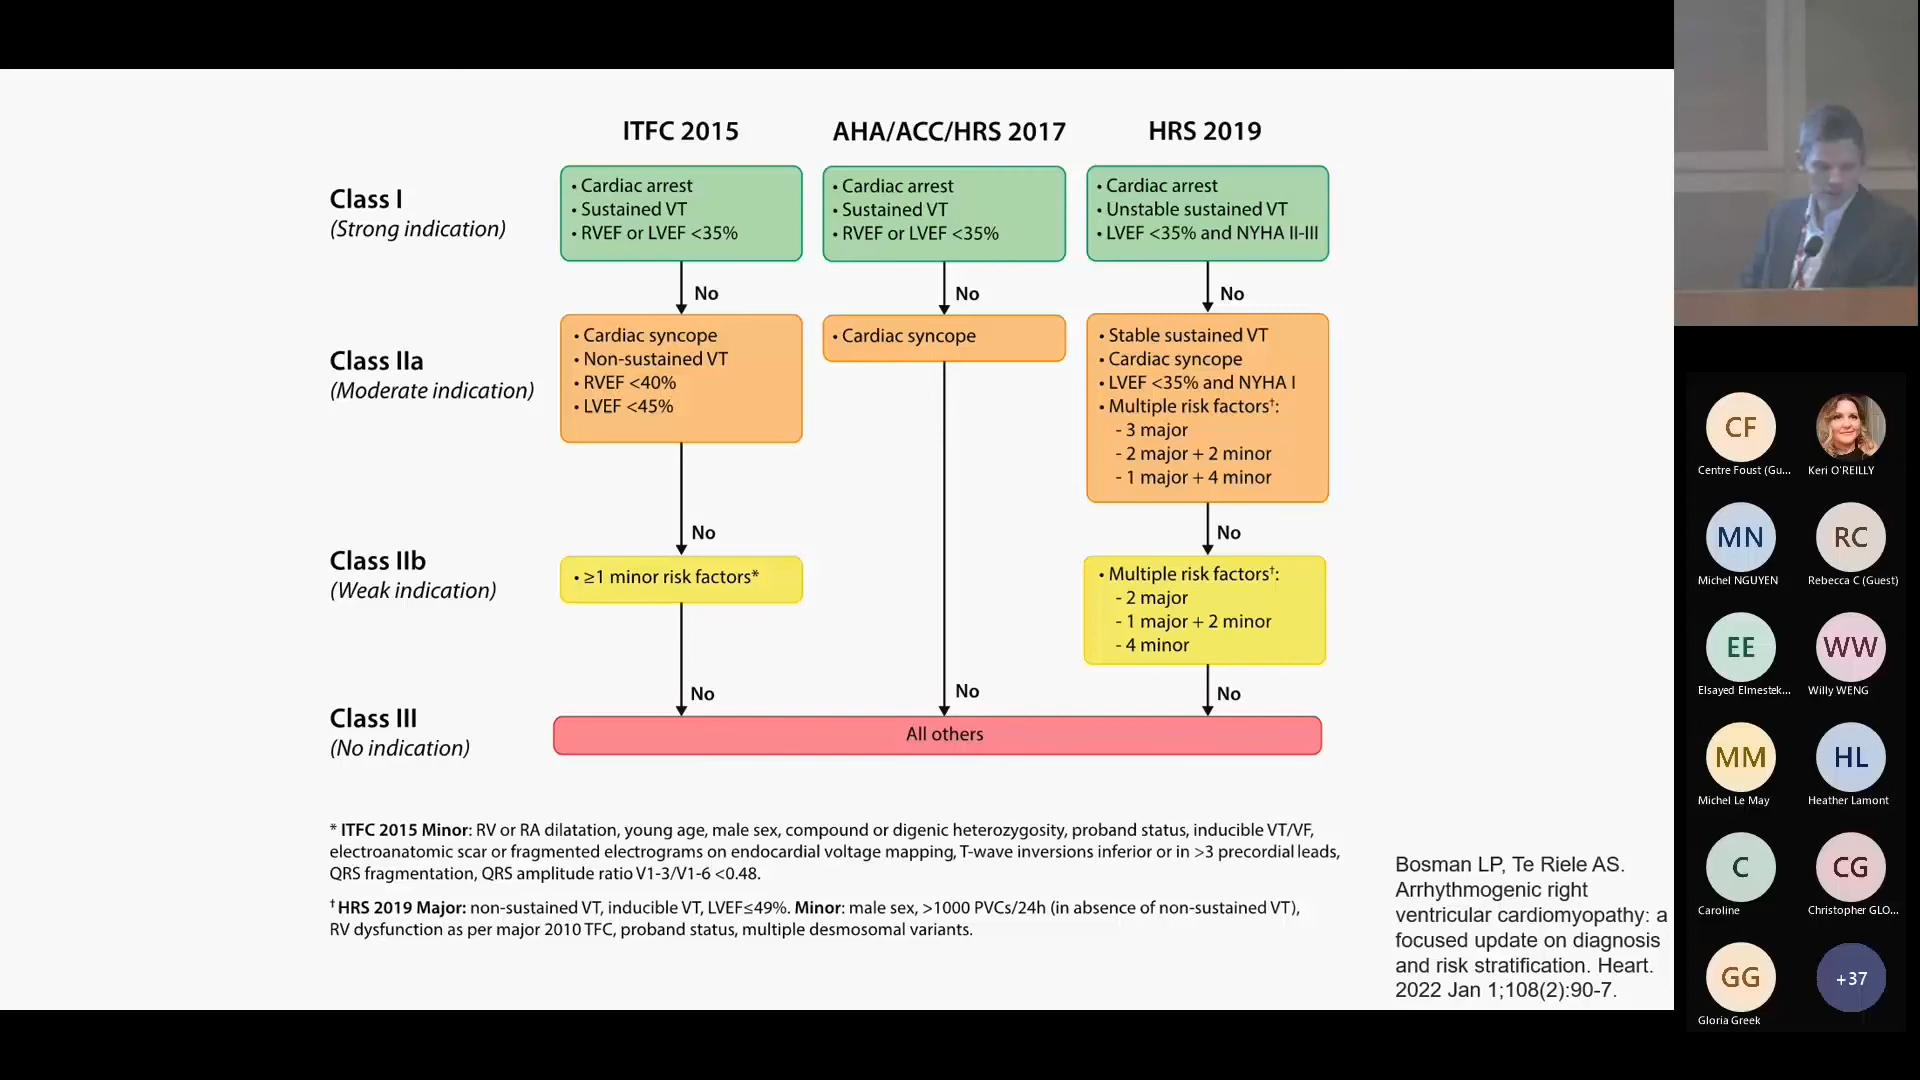 ITFC 2015
AHA/ACC/HRS 2017
HRS 2019
Class I
(Strong indication)
• Cardiac arrest
• Sustained VT
• RVEF or LVEF <35%
• Cardiac arrest
• Sustained VT
• RVEF or LVEF <35%
• Cardiac arrest
• Unstable sustained VT
• LVEF <35% and NYHA II-III
No
No
No
Class IIa
(Moderate indication)
• Cardiac syncope
• Non-sustained VT
• RVEF <40%
• LVEF <45%
• Cardiac syncope
• Stable sustained VT
• Cardiac syncope
• LVEF <35% and NYHA I
• Multiple risk factors†:
- 3 major
- 2 major + 2 minor
- 1 major + 4 minor
No
No
Class IIb
(Weak indication)
• ≥1 minor risk factors*
• Multiple risk factors†:
- 2 major
- 1 major + 2 minor
- 4 minor
No
No
No
Class III
(No indication)
All others
* ITFC 2015 Minor: RV or RA dilatation, young age, male sex, compound or digenic heterozygosity, proband status, inducible VT/VF,
electroanatomic scar or fragmented electrograms on endocardial voltage mapping, T-wave inversions inferior or in >3 precordial leads,
QRS fragmentation, QRS amplitude ratio V1-3/V1-6 <0.48.
† HRS 2019 Major: non-sustained VT, inducible VT, LVEF≤49%. Minor: male sex, >1000 PVCs/24h (in absence of non-sustained VT),
RV dysfunction as per major 2010 TFC, proband status, multiple desmosomal variants.
Bosman LP, Te Riele AS.
Arrhythmogenic right
ventricular cardiomyopathy: a
focused update on diagnosis
and risk stratification. Heart.
2022 Jan 1;108(2):90-7.
CF
Centre Foust (Gu...
Keri O'REILLY
MN
Michel NGUYEN
RC
Rebecca C (Guest)
EE
Elsayed Elmestek...
WW
Willy WENG
MM
Michel Le May
HL
Heather Lamont
C
Caroline
CG
Christopher GLO...
GG
Gloria Greek
+37